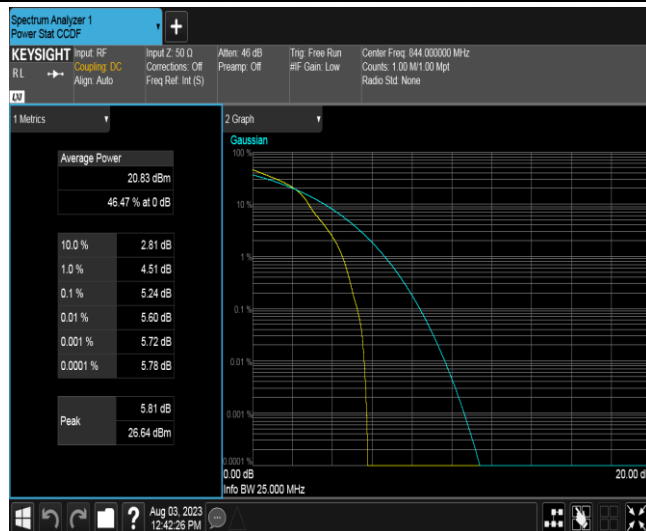 Spectrum Analyzer 1
Power Stat CCDF
+
KEYSIGHT
RL
Input: RF
Coupling: DC
Align: Auto
Input Z: 50 Ω
Corrections: Off
Freq Ref: Int (S)
Atten: 46 dB
Preamp: Off
Trig: Free Run
#IF Gain: Low
Center Freq: 844.000000 MHz
Counts: 1.00 M/1.00 Mpt
Radio Std: None
1 Metrics
Average Power
20.83 dBm
46.47 % at 0 dB
10.0 % 2.81 dB
1.0 % 4.51 dB
0.1 % 5.24 dB
0.01 % 5.60 dB
0.001 % 5.72 dB
0.0001 % 5.78 dB
Peak
5.81 dB
26.64 dBm
2 Graph
Gaussian
100 %
10 %
1 %
0.1 %
0.01 %
0.001 %
0.0001 %
0.00 dB
20.00 d
Info BW 25.000 MHz
?
Aug 03, 2023
12:42:26 PM